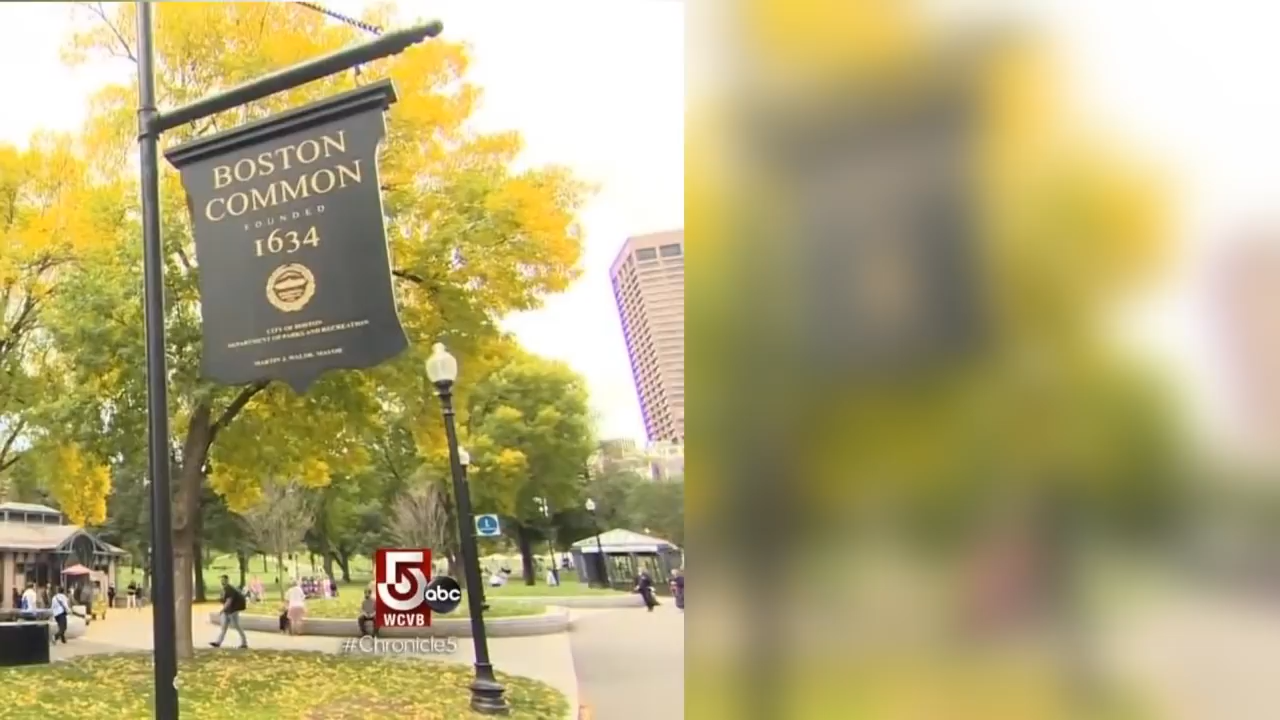 BOSTON
COMMON
FOUNDED
1634
CITY OF BOSTON
DEPARTMENT OF PARKS AND RECREATION
MARTIN J. WALSH, MAYOR
5 abc
WCVB
#Chronicle5